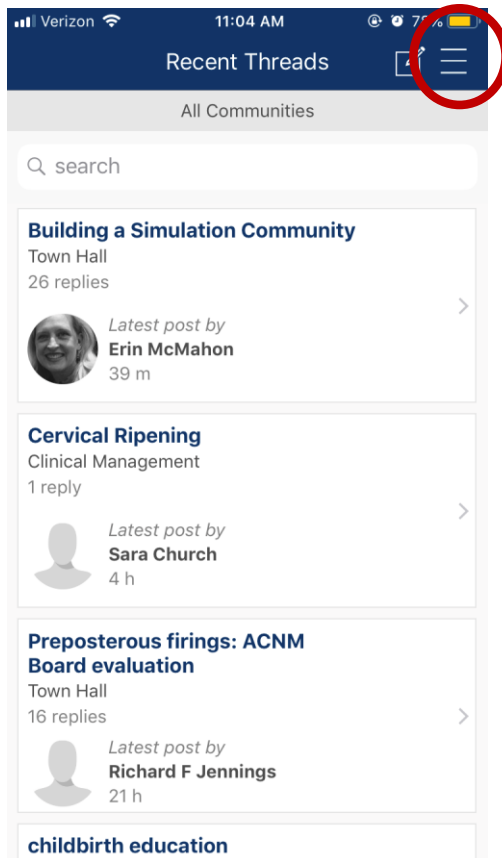 Verizon 11:04 AM
Recent Threads
All Communities
search
Building a Simulation Community
Town Hall
26 replies
Latest post by
Erin McMahon
39 m
Cervical Ripening
Clinical Management
1 reply
Latest post by
Sara Church
4 h
Preposterous firings: ACNM
Board evaluation
Town Hall
16 replies
Latest post by
Richard F Jennings
21 h
childbirth education